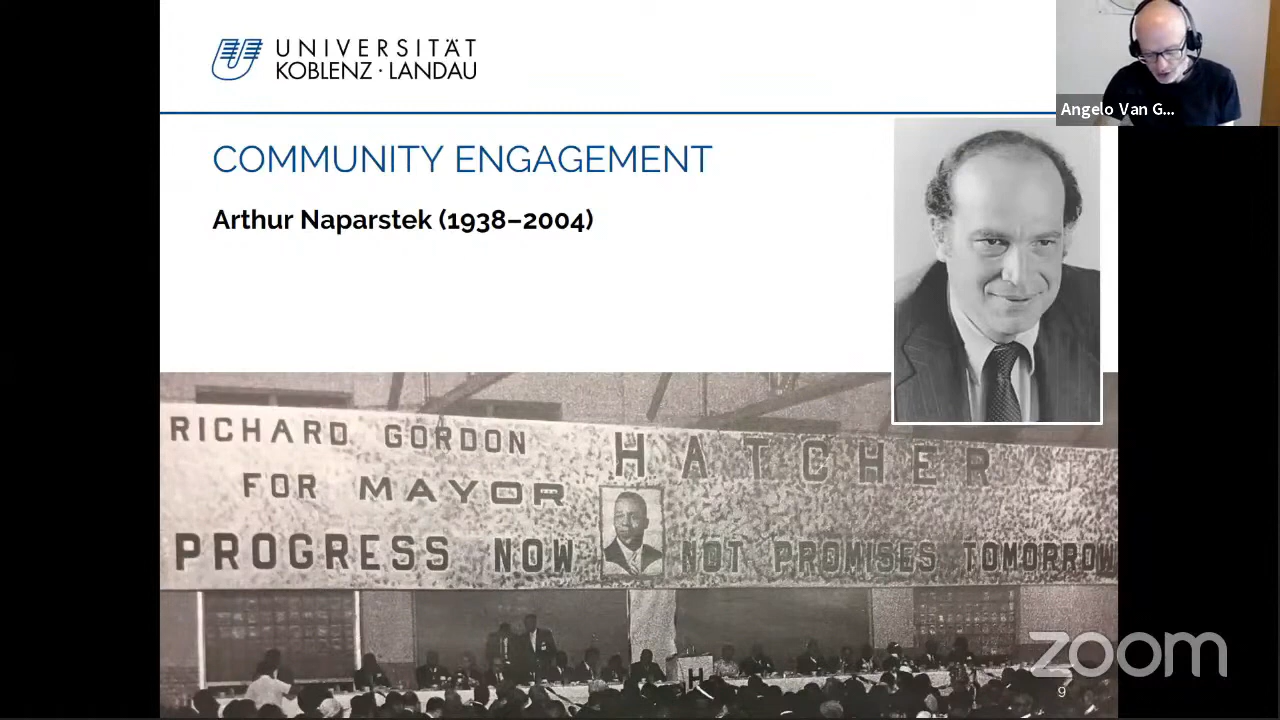 UNIVERSITÄT
KOBLENZ · LANDAU
Angelo Van G...
COMMUNITY ENGAGEMENT
Arthur Naparstek (1938–2004)
RICHARD GORDON HATCHER
FOR MAYOR
PROGRESS NOW NOT PROMISES TOMORROW
H
zoom
9